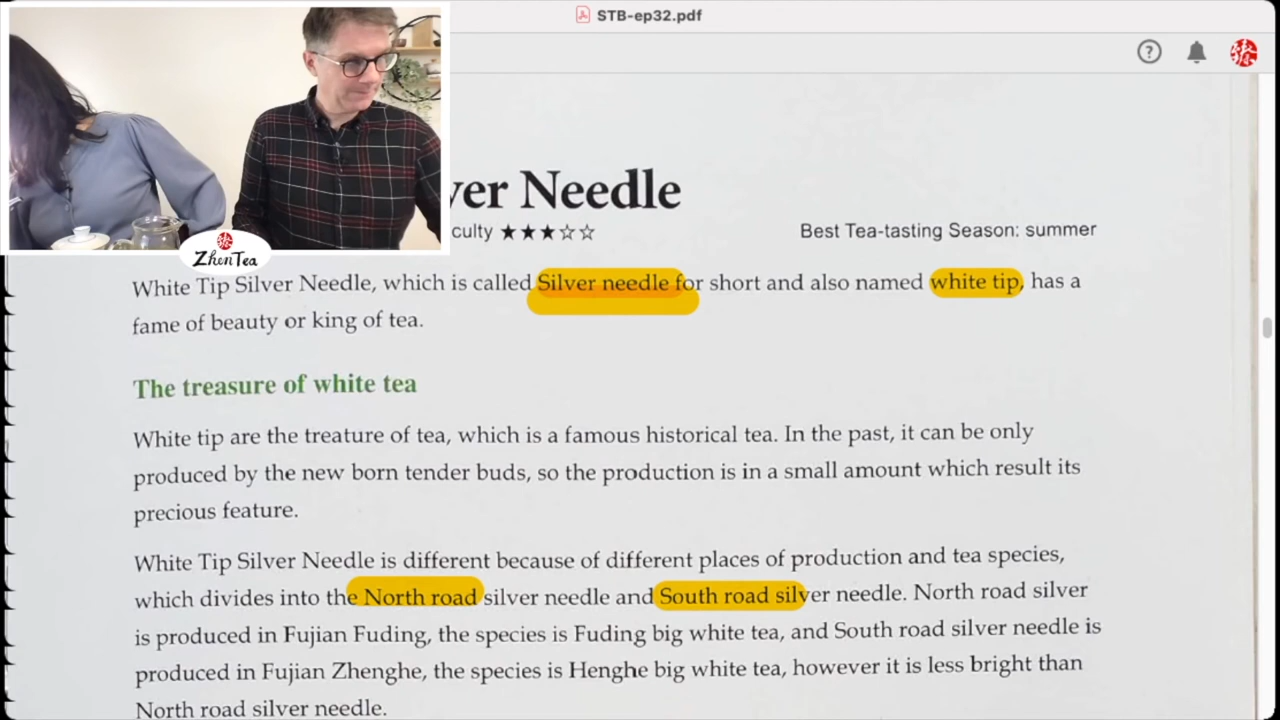 STB-ep32.pdf
ZhenTea
ver Needle
culty ★★★☆☆
Best Tea-tasting Season: summer
White Tip Silver Needle, which is called Silver needle for short and also named white tip, has a
fame of beauty or king of tea.
The treasure of white tea
White tip are the treature of tea, which is a famous historical tea. In the past, it can be only
produced by the new born tender buds, so the production is in a small amount which result its
precious feature.
White Tip Silver Needle is different because of different places of production and tea species,
which divides into the North road silver needle and South road silver needle. North road silver
is produced in Fujian Fuding, the species is Fuding big white tea, and South road silver needle is
produced in Fujian Zhenghe, the species is Henghe big white tea, however it is less bright than
North road silver needle.